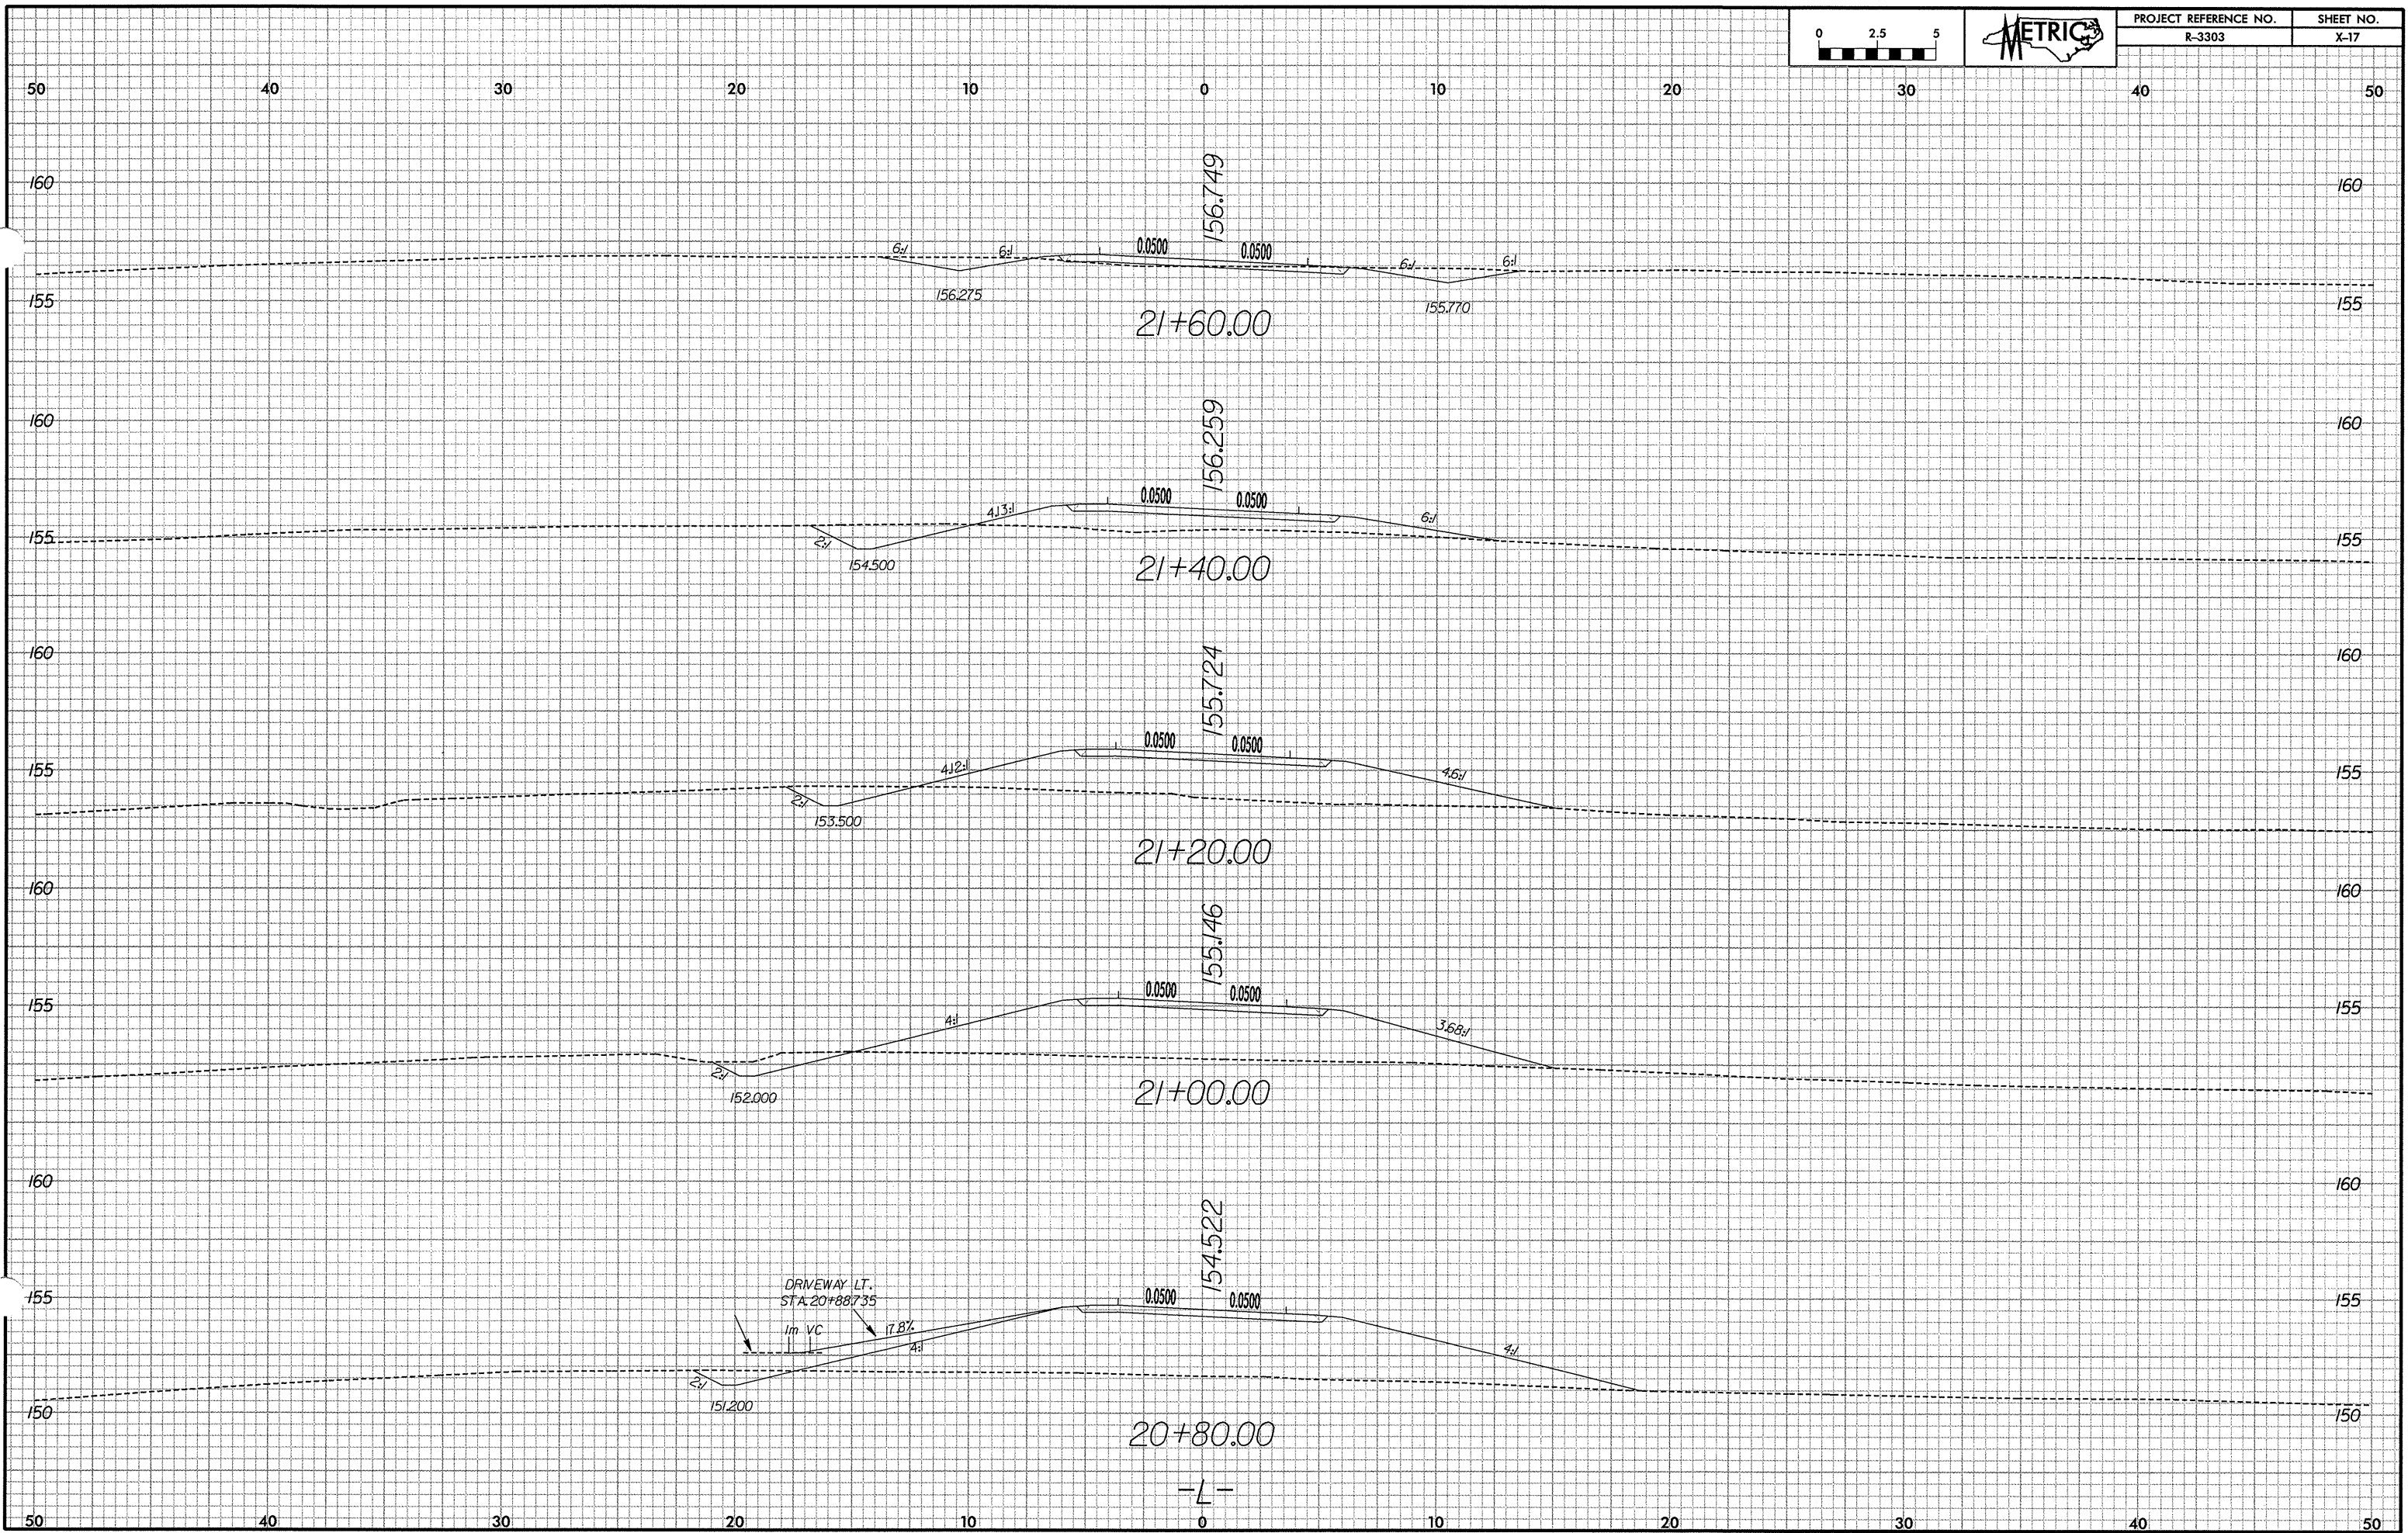 0 2.5 5
METRIC
PROJECT REFERENCE NO. SHEET NO.
R-3303 X-17
50 40 30 20 10 0 10 20 30 40 50
156.749
160 160
6:1 6:1 0.0500 0.0500 6:1 6:1
156.275 155.770
155 155
21+60.00
156.259
160 160
4.13:1 0.0500 0.0500 6:1
155 2:1 155
154.500
21+40.00
155.724
160 160
0.0500 0.0500
155 4.12:1 4.6:1 155
2:1
153.500
21+20.00
160 160
155.146
0.0500 0.0500
155 155
4:1 3.68:1
2:1
152.000
21+00.00
160 160
154.522
DRIVEWAY LT.
STA. 20+88.735
155 0.0500 0.0500 155
1m VC 17.8%
4:1 4:1
2:1
151.200
150 150
20+80.00
-L-
50 40 30 20 10 0 10 20 30 40 50